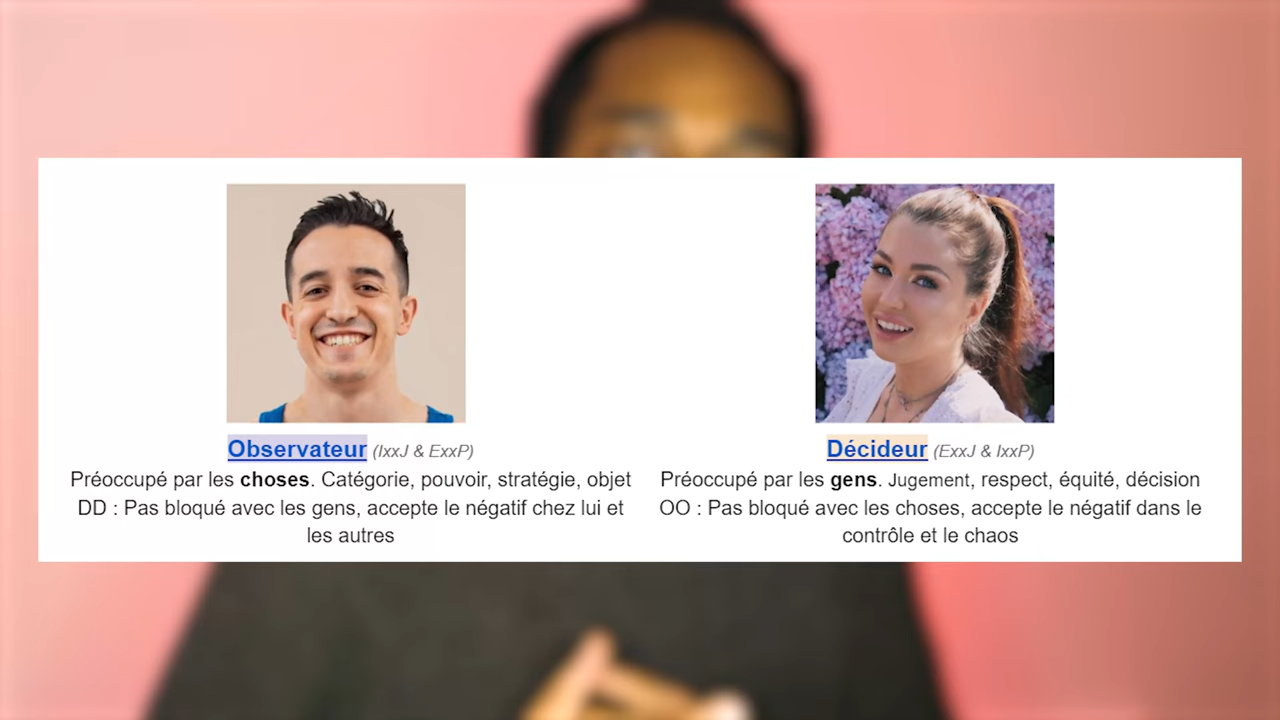 Observateur (IxxJ & ExxP)
Préoccupé par les choses. Catégorie, pouvoir, stratégie, objet
DD : Pas bloqué avec les gens, accepte le négatif chez lui et
les autres
Décideur (ExxJ & IxxP)
Préoccupé par les gens. Jugement, respect, équité, décision
OO : Pas bloqué avec les choses, accepte le négatif dans le
contrôle et le chaos